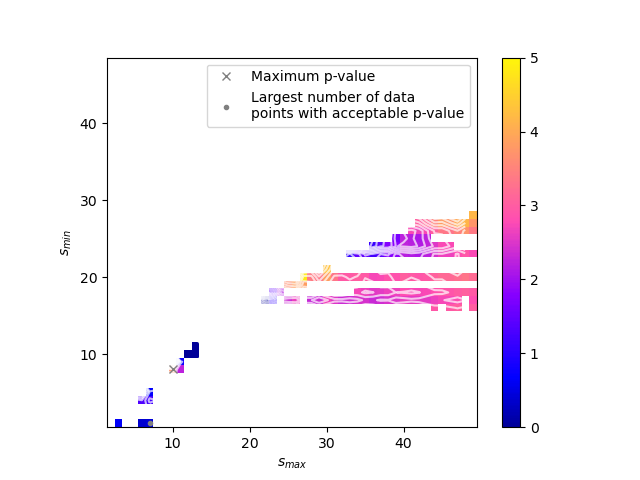 Maximum p-value
Largest number of data
points with acceptable p-value
40
30
20
10
s_min
10
20
30
40
s_max
5
4
3
2
1
0